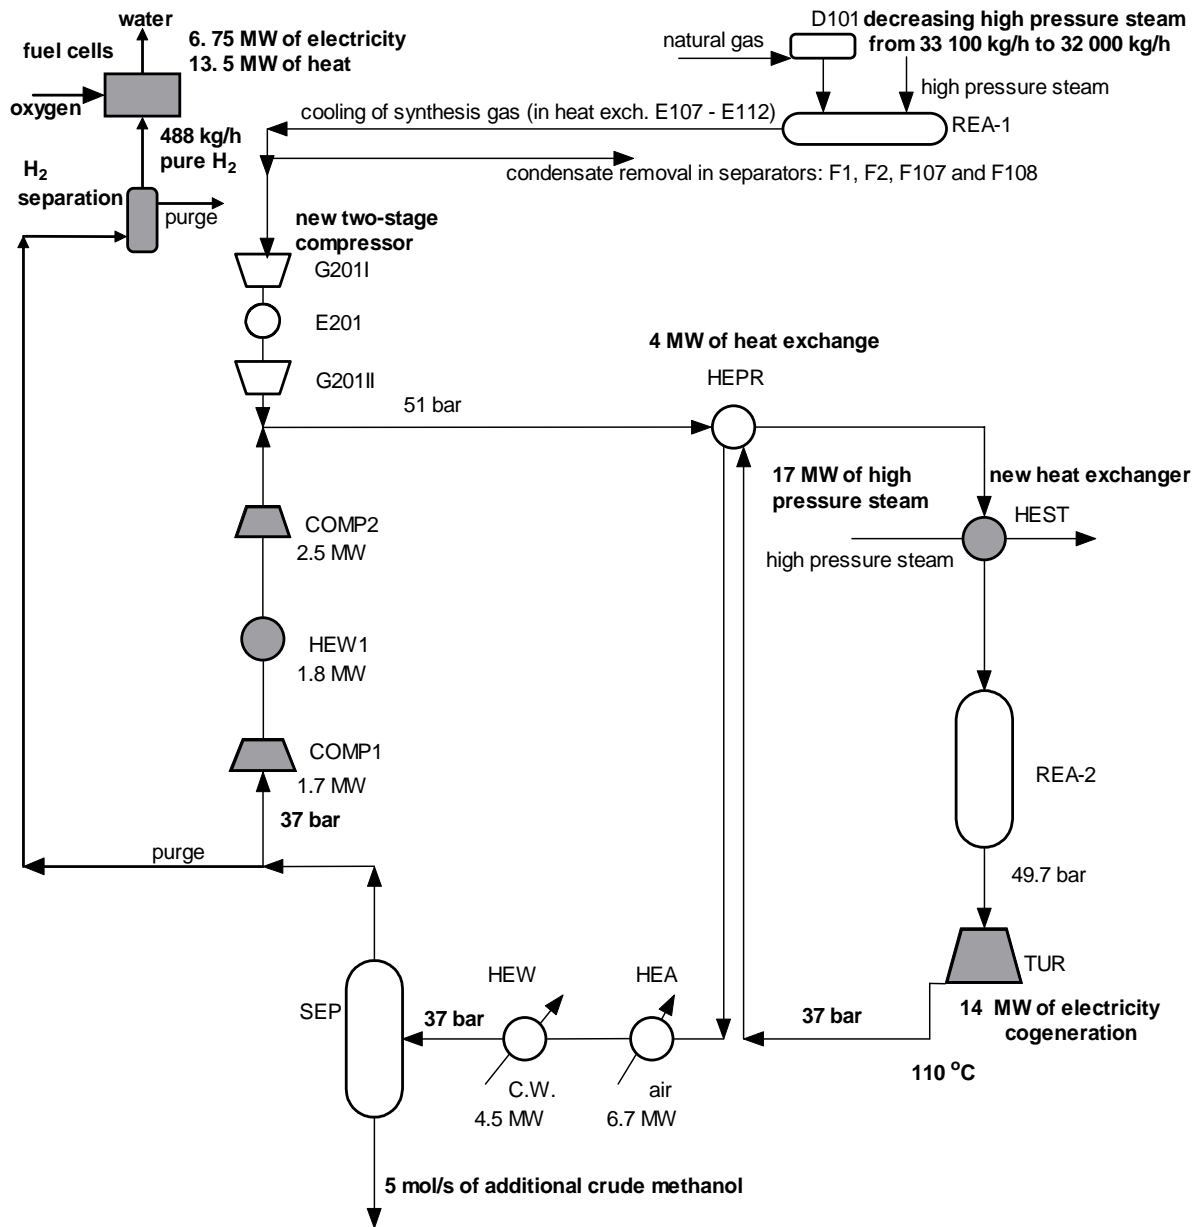 water
fuel cells
6. 75 MW of electricity
13. 5 MW of heat
oxygen
488 kg/h
pure H2
H2
separation
purge
D101 decreasing high pressure steam
from 33 100 kg/h to 32 000 kg/h
natural gas
high pressure steam
REA-1
cooling of synthesis gas (in heat exch. E107 - E112)
condensate removal in separators: F1, F2, F107 and F108
new two-stage
compressor
G201I
E201
G201II
51 bar
4 MW of heat exchange
HEPR
17 MW of high
pressure steam
new heat exchanger
HEST
high pressure steam
COMP2
2.5 MW
HEW1
1.8 MW
COMP1
1.7 MW
37 bar
purge
REA-2
49.7 bar
TUR
14 MW of electricity
cogeneration
37 bar
110 °C
HEA
air
6.7 MW
HEW
C.W.
4.5 MW
37 bar
SEP
5 mol/s of additional crude methanol